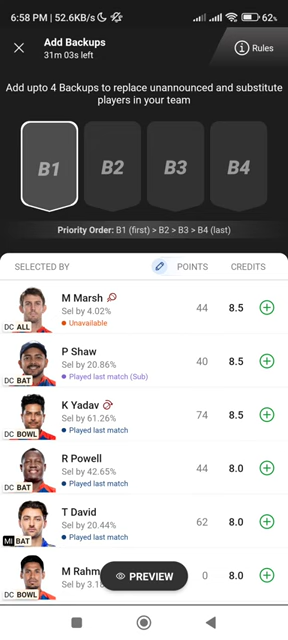 6:58 PM | 52.6KB/s
62%
Add Backups
31m 03s left
Rules
Add upto 4 Backups to replace unannounced and substitute
players in your team
B1
B2
B3
B4
Priority Order: B1 (first) > B2 > B3 > B4 (last)
SELECTED BY
POINTS
CREDITS
M Marsh
Sel by 4.02%
44
8.5
Unavailable
DC ALL
P Shaw
Sel by 20.86%
40
8.5
Played last match (Sub)
DC BAT
K Yadav
Sel by 61.26%
74
8.5
Played last match
DC BOWL
R Powell
Sel by 42.65%
44
8.0
Played last match
DC BAT
T David
Sel by 20.44%
62
8.0
Played last match
MI BAT
M Rahm
Sel by 3.1
0
8.0
DC BOWL
PREVIEW